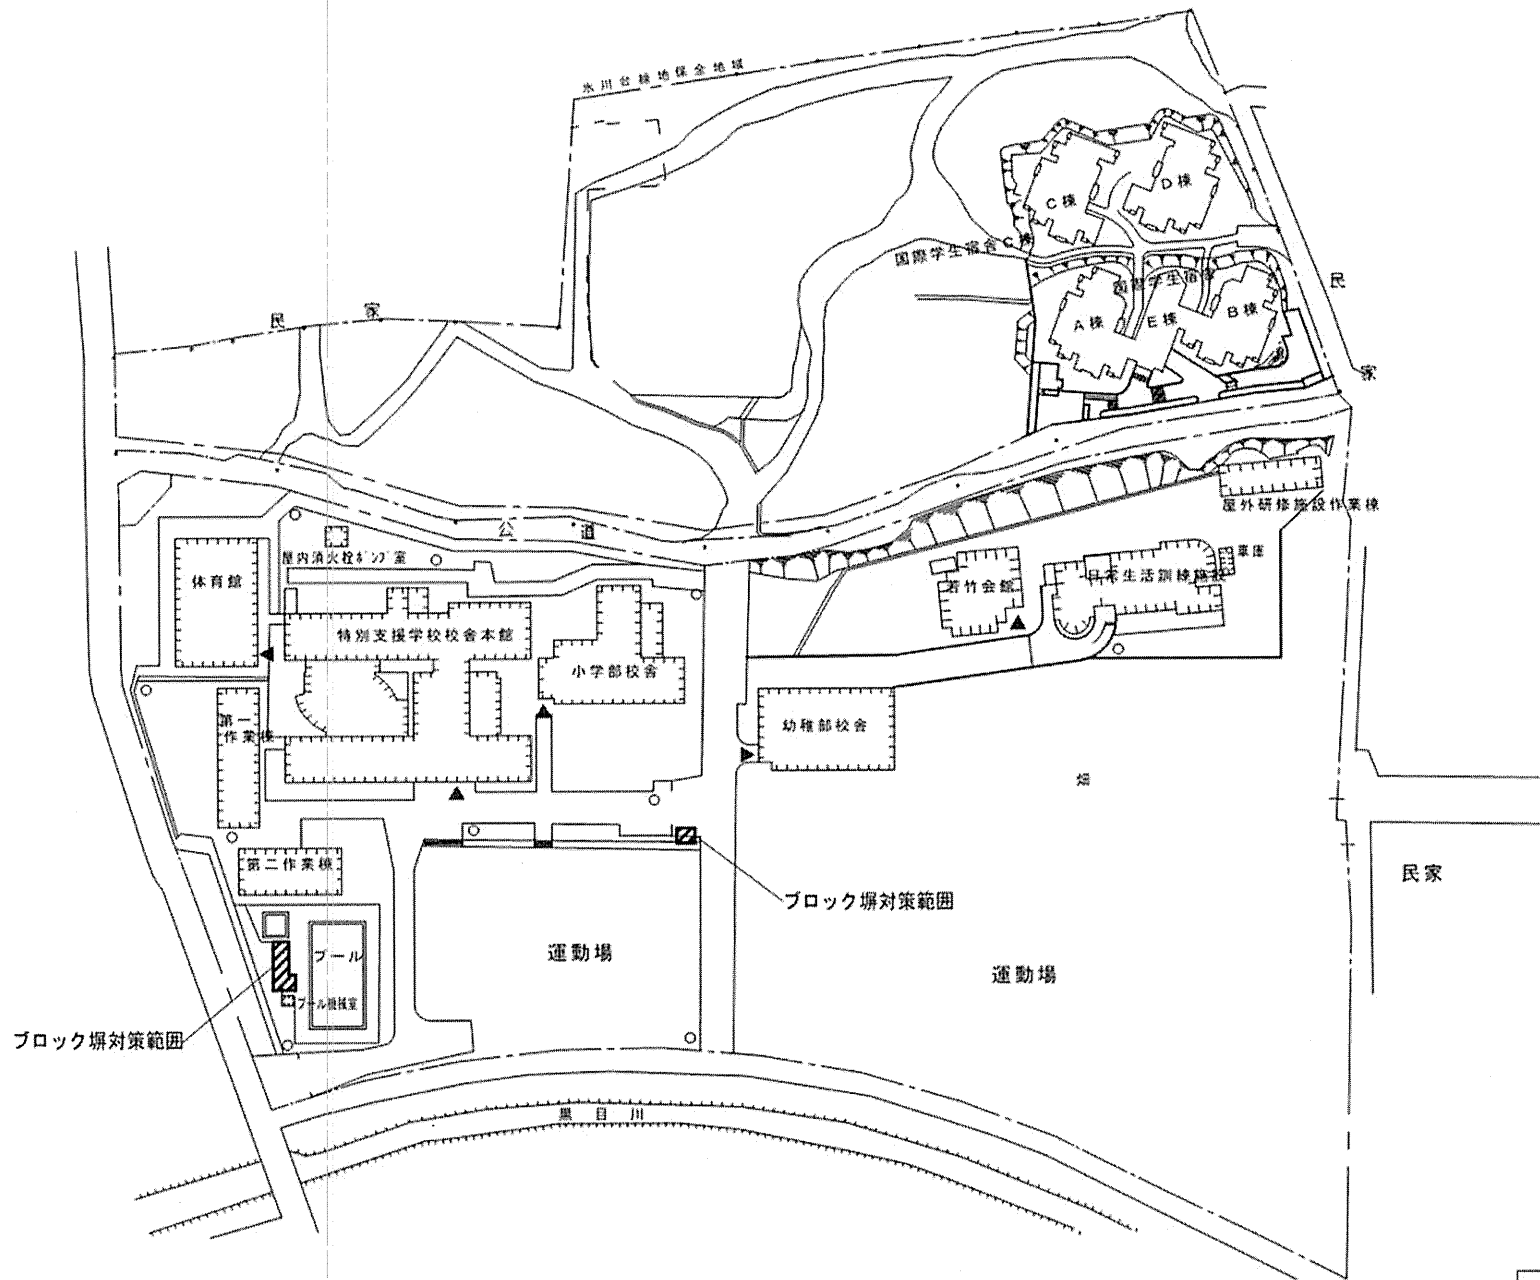 氷川台緑地保全地域
C棟
D棟
国際学生宿舎C棟
国際学生宿舎
民
家
民
A棟
E棟
B棟
家
屋外研修施設作業棟
公道
屋内消火栓ポンプ室
体育館
若竹会館
日常生活訓練施設
車庫
特別支援学校校舎本館
小学部校舎
第一
作業棟
幼稚部校舎
畑
第二作業棟
民家
ブロック塀対策範囲
プール
運動場
運動場
プール機械室
ブロック塀対策範囲
黒目川